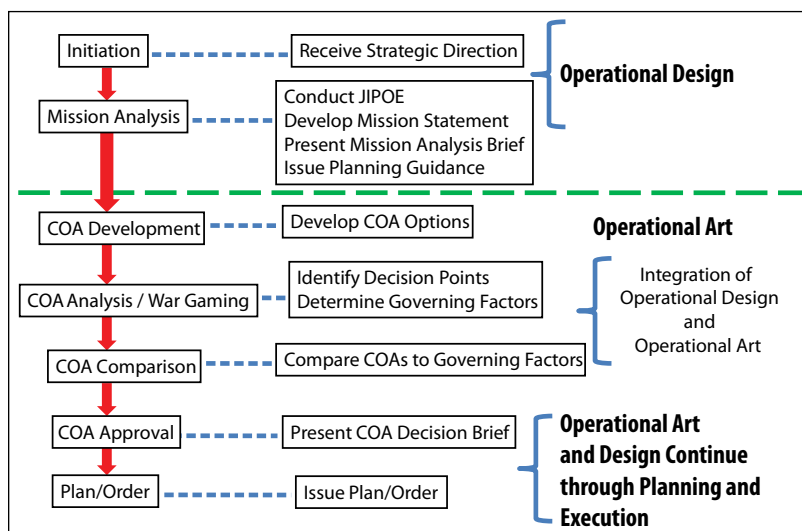 Initiation
Receive Strategic Direction
Operational Design
Mission Analysis
Conduct JIPOE
Develop Mission Statement
Present Mission Analysis Brief
Issue Planning Guidance
COA Development
Develop COA Options
Operational Art
COA Analysis / War Gaming
Identify Decision Points
Determine Governing Factors
Integration of
Operational Design
and
Operational Art
COA Comparison
Compare COAs to Governing Factors
COA Approval
Present COA Decision Brief
Operational Art
and Design Continue
through Planning and
Execution
Plan/Order
Issue Plan/Order